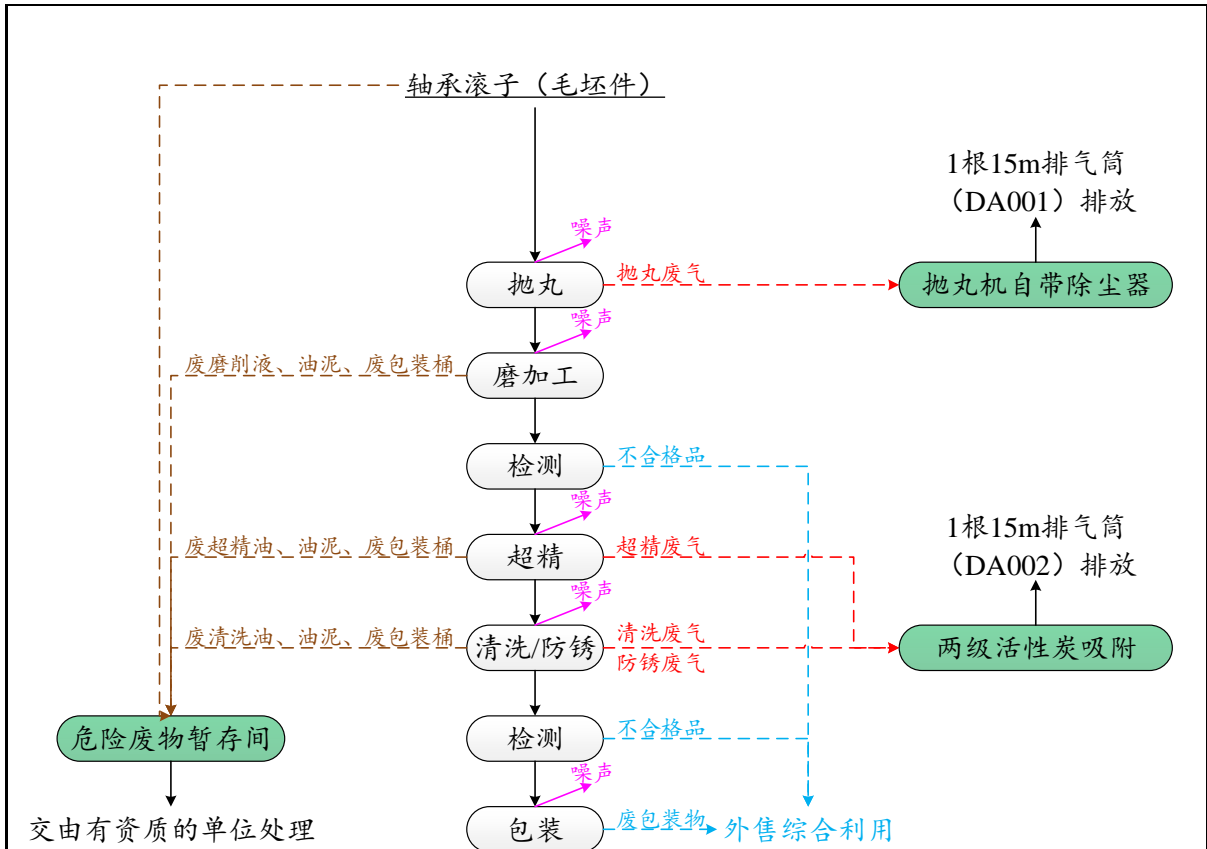 轴承滚子（毛坯件）
1根15m排气筒
（DA001）排放
噪声
抛丸
抛丸废气
抛丸机自带除尘器
噪声
废磨削液、油泥、废包装桶
磨加工
检测
不合格品
噪声
1根15m排气筒
（DA002）排放
废超精油、油泥、废包装桶
超精
超精废气
噪声
废清洗油、油泥、废包装桶
清洗/防锈
清洗废气
防锈废气
两级活性炭吸附
危险废物暂存间
检测
不合格品
噪声
交由有资质的单位处理
包装
废包装物
外售综合利用